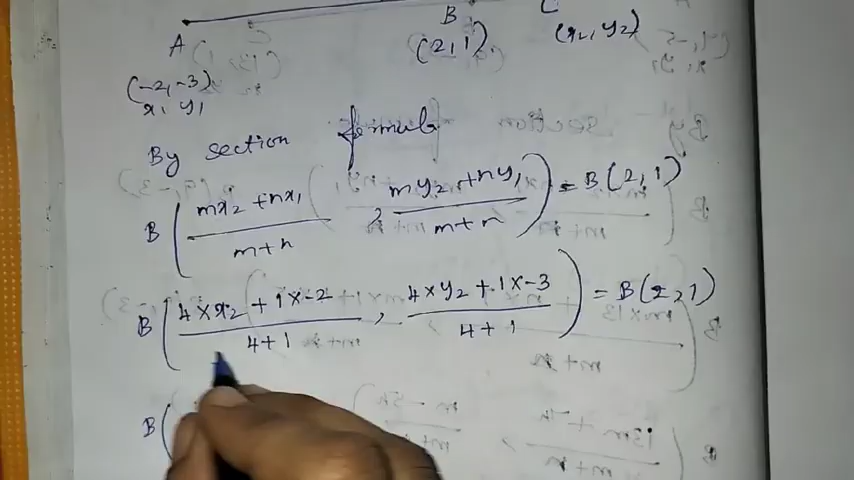 B C
A (2,1) (x₂, y₂)
(-2,-3)
x₁ y₁
By section formula
B ( mx₂+nx₁ / m+n , my₂+ny₁ / m+n ) = B(2,1)
B ( 4×x₂+1×-2 / 4+1 , 4×y₂+1×-3 / 4+1 ) = B(2,1)
B (